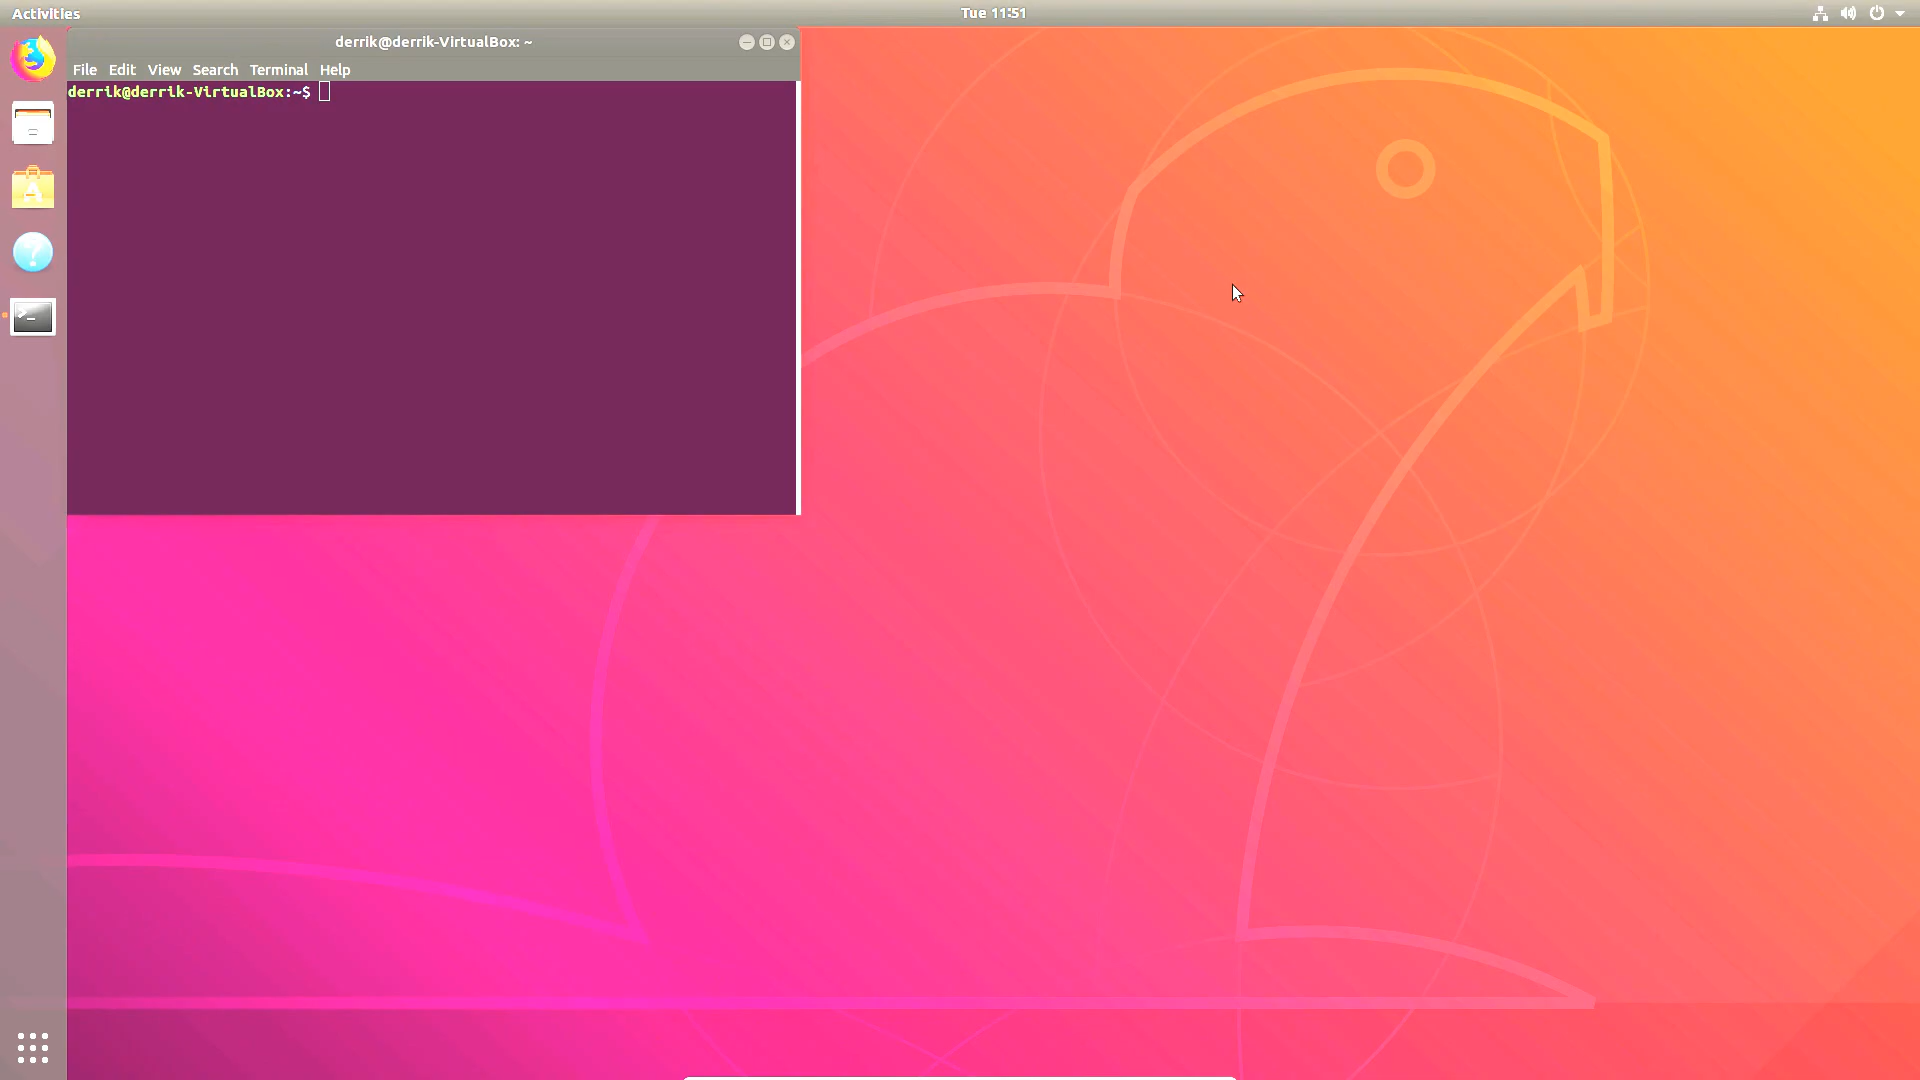 Activities
Tue 11:51
derrik@derrik-VirtualBox: ~
File Edit View Search Terminal Help
derrik@derrik-VirtualBox:~$